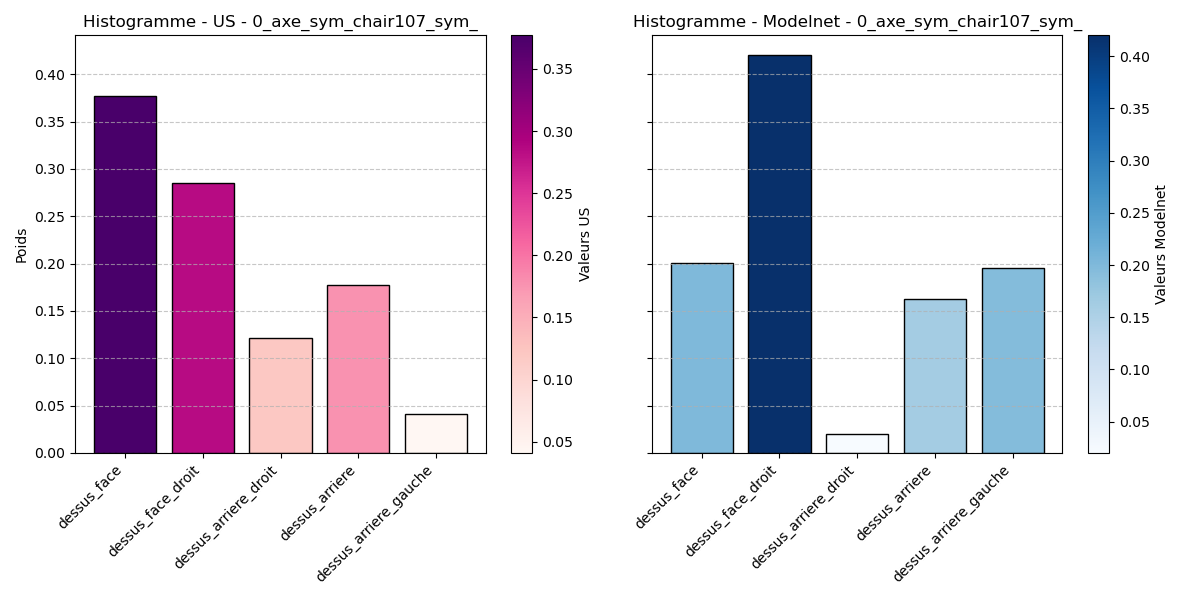 Histogramme - US - 0_axe_sym_chair107_sym_
Poids
0.40
0.35
0.30
0.25
0.20
0.15
0.10
0.05
0.00
dessus_face
dessus_face_droit
dessus_arriere_droit
dessus_arriere
dessus_arriere_gauche
0.35
0.30
0.25
0.20
0.15
0.10
0.05
Valeurs US
Histogramme - Modelnet - 0_axe_sym_chair107_sym_
dessus_face
dessus_face_droit
dessus_arriere_droit
dessus_arriere
dessus_arriere_gauche
0.40
0.35
0.30
0.25
0.20
0.15
0.10
0.05
Valeurs Modelnet